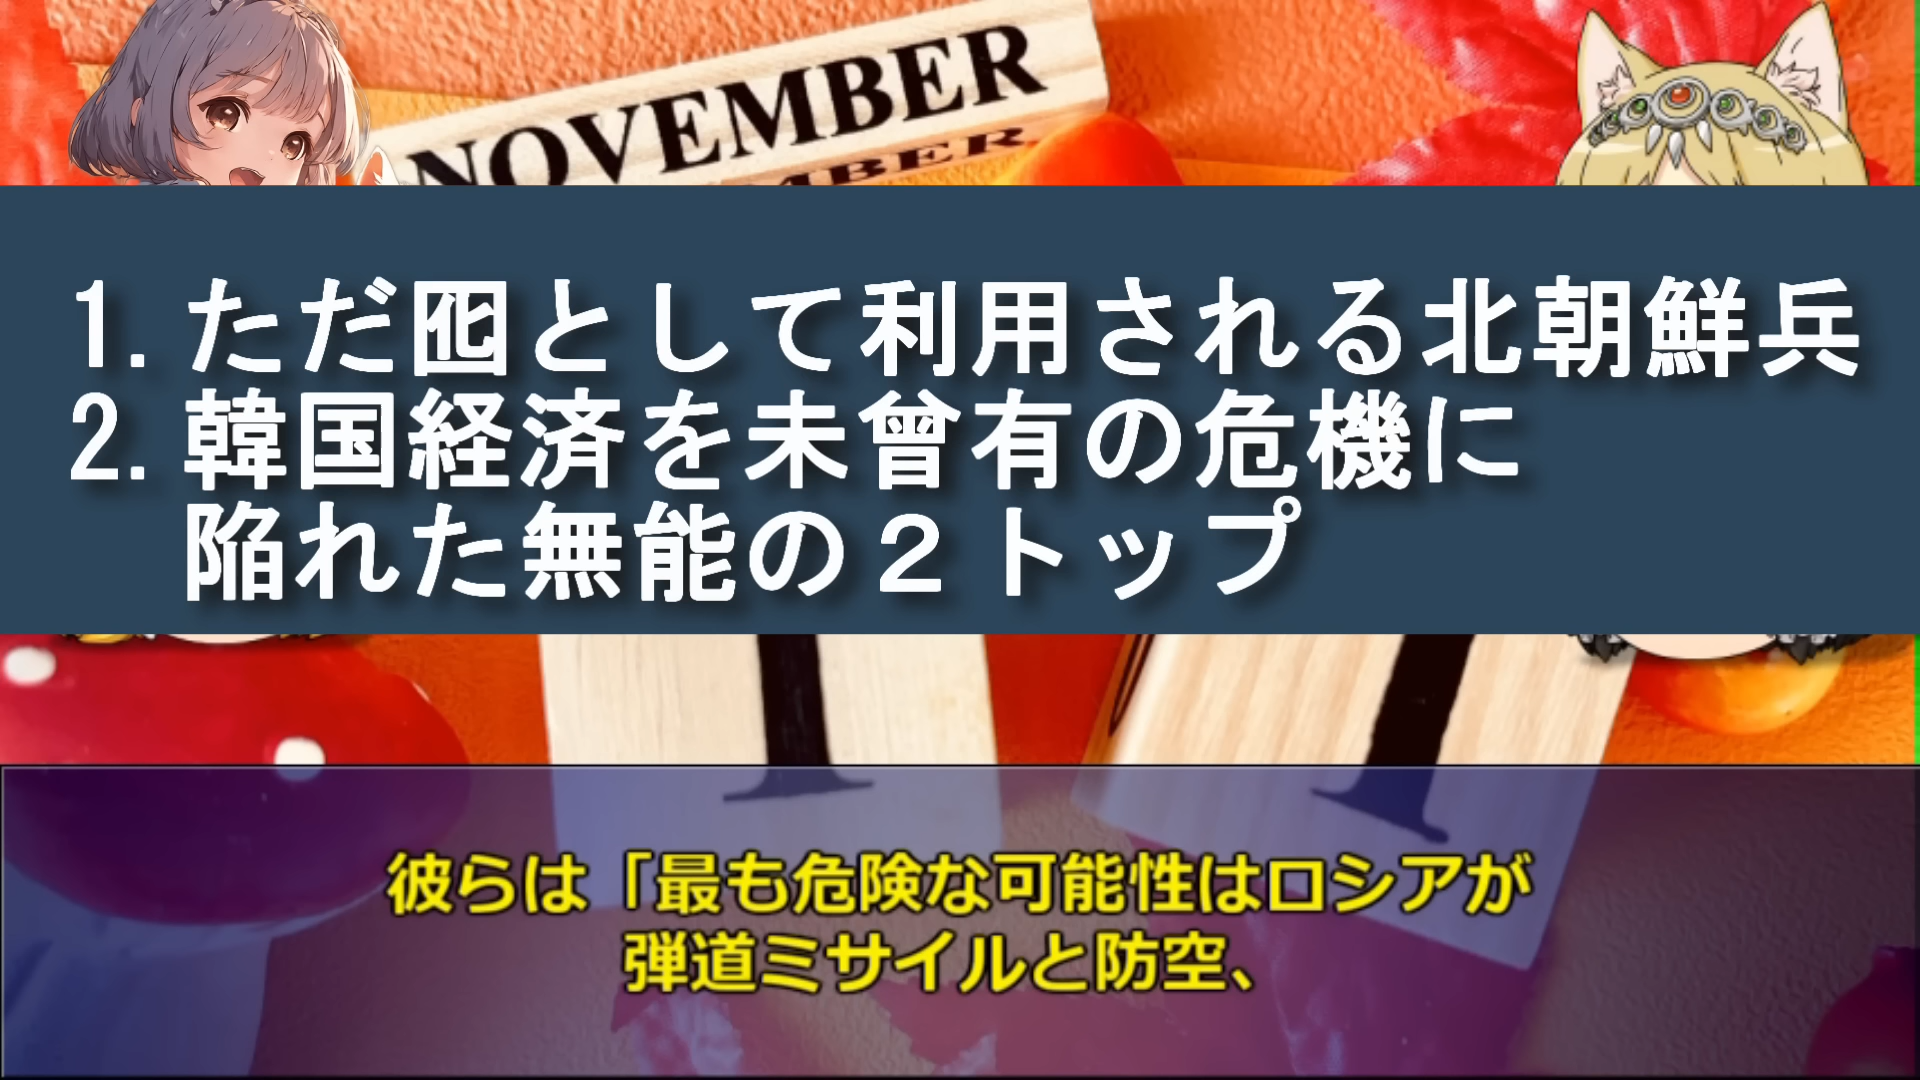 NOVEMBER
1.ただ囮として利用される北朝鮮兵
2.韓国経済を未曾有の危機に
陥れた無能の２トップ
彼らは「最も危険な可能性はロシアが
弾道ミサイルと防空、